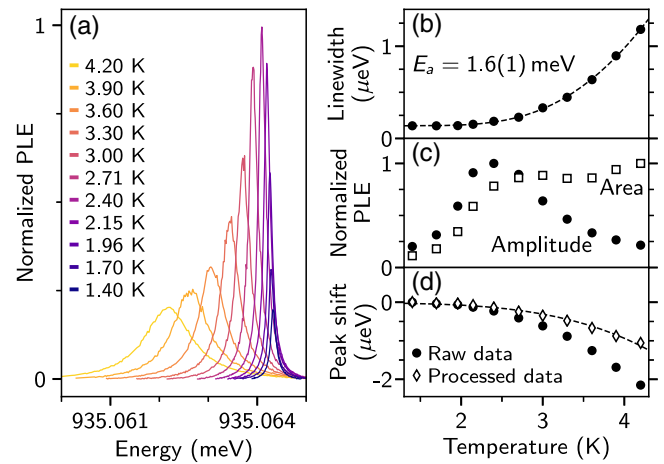 (a)
Normalized PLE
1
0
4.20 K
3.90 K
3.60 K
3.30 K
3.00 K
2.71 K
2.40 K
2.15 K
1.96 K
1.70 K
1.40 K
935.061
935.064
Energy (meV)
(b)
Linewidth
(μeV)
1
0
Eₐ = 1.6(1) meV
(c)
Normalized
PLE
1
0
Area
Amplitude
(d)
Peak shift
(μeV)
0
-2
Raw data
Processed data
2
3
4
Temperature (K)